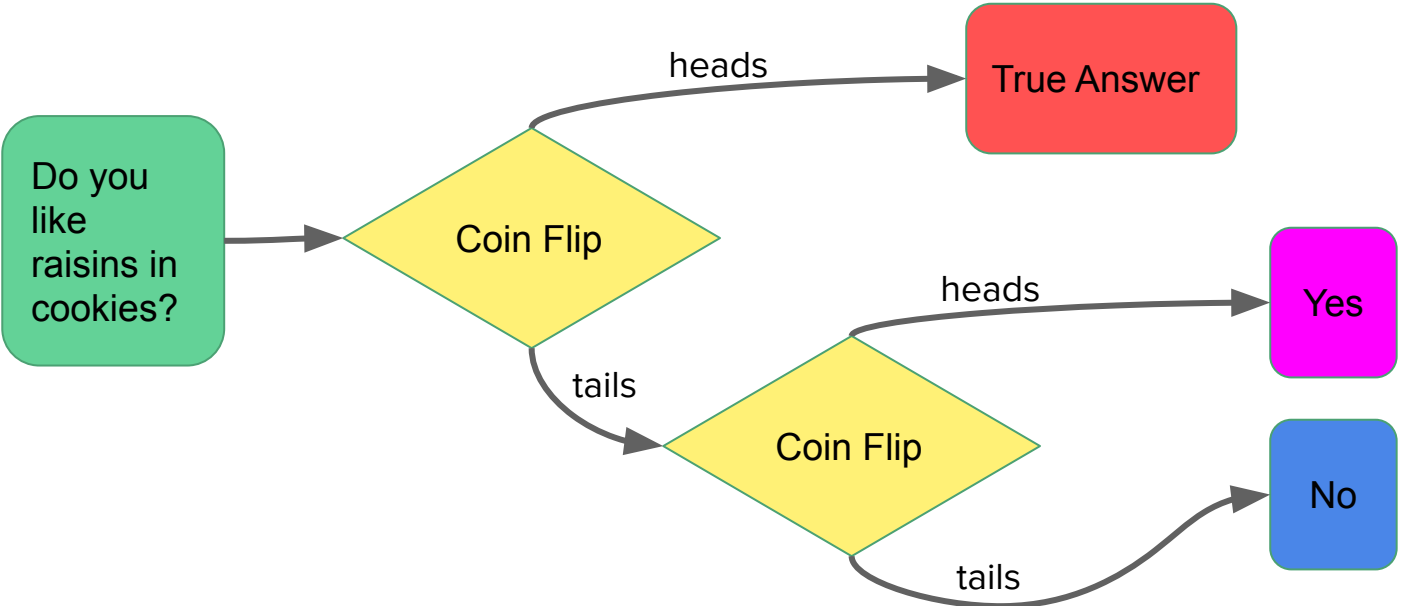 heads
True Answer
Do you
like
raisins in
cookies?
Coin Flip
heads
Yes
tails
Coin Flip
No
tails